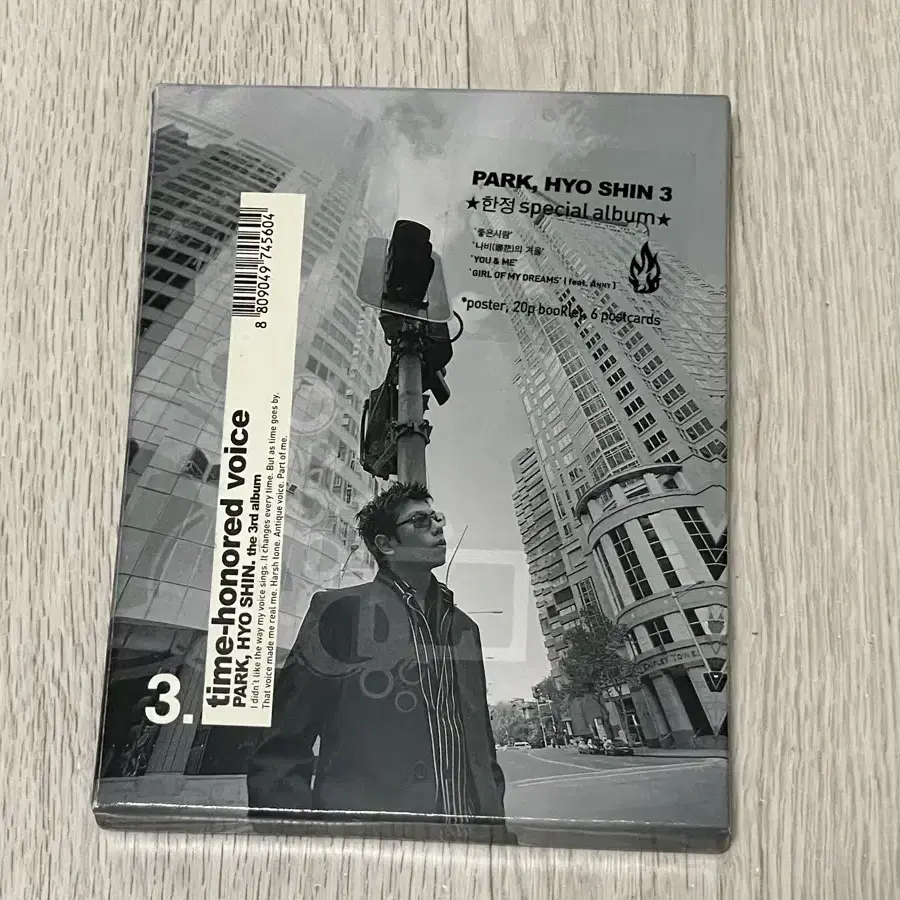 PARK, HYO SHIN 3
★한정 special album★
'좋은사람'
'나비(戀悲)의 겨울'
'YOU & ME'
'GIRL OF MY DREAMS' ( feat. ANNY )
*poster, 20p booklet, 6 postcards
8 809049 745604
time-honored voice
PARK, HYO SHIN. the 3rd album
I didn't like the way my voice sings. It changes every time. But as time goes by.
That voice made me real me. Harsh tone. Antique voice. Part of me.
3.